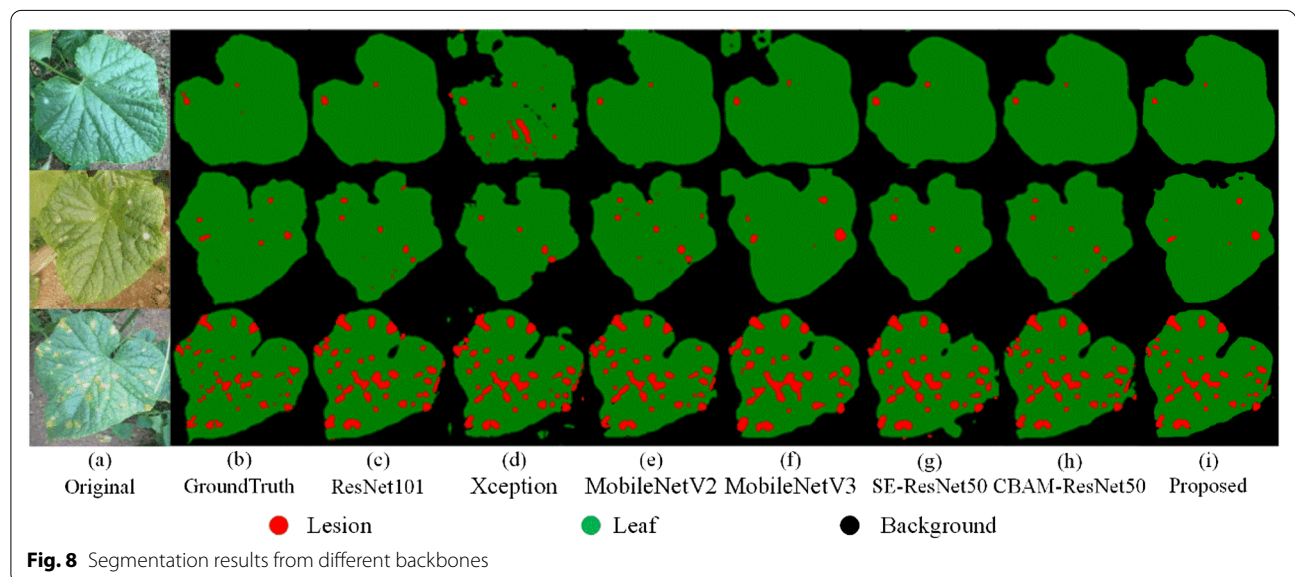 (a) (b) (c) (d) (e) (f) (g) (h) (i)
Original GroundTruth ResNet101 Xception MobileNetV2 MobileNetV3 SE-ResNet50 CBAM-ResNet50 Proposed
Lesion Leaf Background
Fig. 8 Segmentation results from different backbones